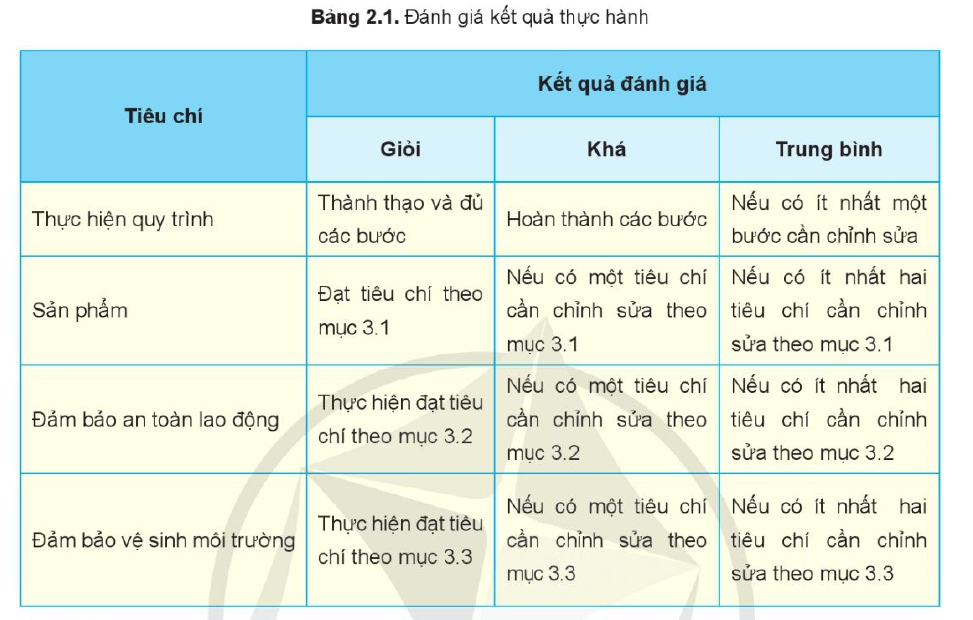 Bảng 2.1. Đánh giá kết quả thực hành
Tiêu chí
Kết quả đánh giá
Giỏi
Khá
Trung bình
Thực hiện quy trình
Thành thạo và đủ
các bước
Hoàn thành các bước
Nếu có ít nhất một
bước cần chỉnh sửa
Sản phẩm
Đạt tiêu chí theo
mục 3.1
Nếu có một tiêu chí
cần chỉnh sửa theo
mục 3.1
Nếu có ít nhất hai
tiêu chí cần chỉnh
sửa theo mục 3.1
Đảm bảo an toàn lao động
Thực hiện đạt tiêu
chí theo mục 3.2
Nếu có một tiêu chí
cần chỉnh sửa theo
mục 3.2
Nếu có ít nhất hai
tiêu chí cần chỉnh
sửa theo mục 3.2
Đảm bảo vệ sinh môi trường
Thực hiện đạt tiêu
chí theo mục 3.3
Nếu có một tiêu chí
cần chỉnh sửa theo
mục 3.3
Nếu có ít nhất hai
tiêu chí cần chỉnh
sửa theo mục 3.3